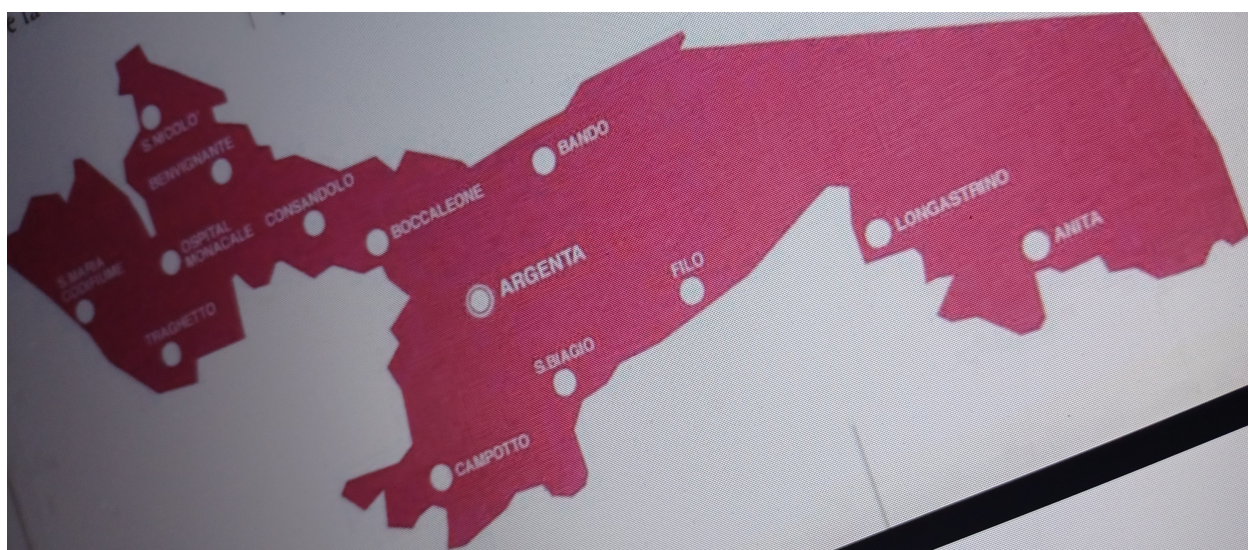 S.NICOLO'
BENVIGNANTE
CONSANDOLO
BOCCALEONE
BANDO
OSPITAL
MONACALE
S.MARIA
CODIFIUME
TRAGHETTO
ARGENTA
FILO
LONGASTRINO
ANITA
S.BIAGIO
CAMPOTTO